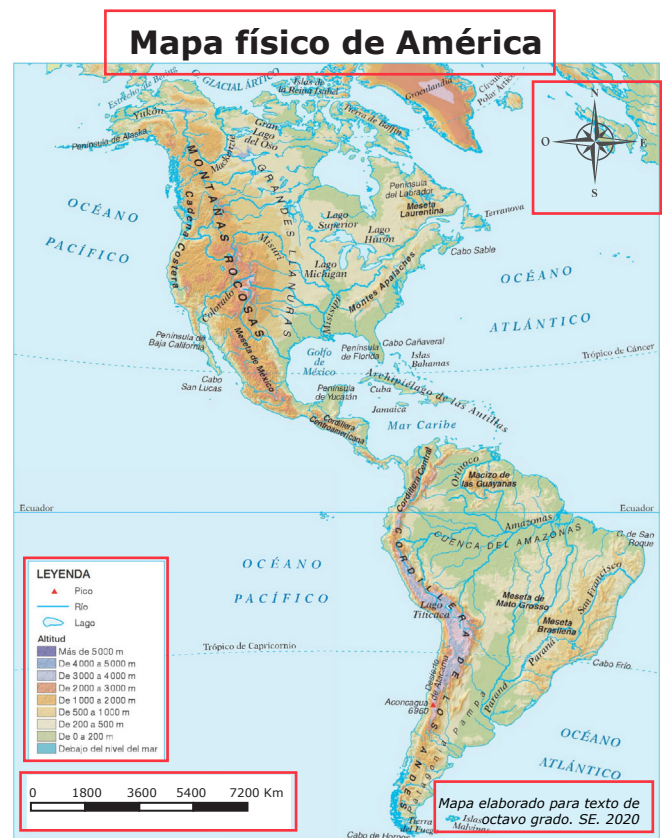 Mapa físico de América
Estrecho de Bering
O. GLACIAL ÁRTICO
Islas de
la Reina Isabel
Groenlandia
Círculo
Polar Ártico
Yukón
Península de Alaska
Mackenzie
Gran
Lago
del Oso
Tierra de Baffin
N
O
E
S
MONTAÑAS ROCOSAS
GRANDES LLANURAS
Cadena Costera
Península
del Labrador
Meseta
Laurentina
Terranova
OCÉANO
PACÍFICO
Lago
Superior
Lago
Hurón
Cabo Sable
Misuri
Lago
Michigan
OCÉANO
ATLÁNTICO
Colorado
Misisipi
Montes Apalaches
Península de
Baja California
Meseta de México
Golfo
de
México
Península
de Florida
Cabo Cañaveral
Islas
Bahamas
Trópico de Cáncer
Cabo
San Lucas
Península
de Yucatán
Cuba
Archipiélago de las Antillas
Jamaica
Mar Caribe
Cordillera
Centroamericana
Cordillera Central
Orinoco
Macizo de
las Guayanas
Ecuador
Ecuador
Amazonas
CUENCA DEL AMAZONAS
C. de San
Roque
OCÉANO
PACÍFICO
CORDILLERA DE LOS ANDES
Lago
Titicaca
Meseta de
Mato Grosso
San Francisco
Meseta
Brasileña
Trópico de Capricornio
Desierto
de Atacama
Paraná
Cabo Frío
Aconcagua
6960
Paraná
Pampa
Patagonia
OCÉANO
ATLÁNTICO
LEYENDA
Pico
Río
Lago
Altitud
Más de 5000 m
De 4000 a 5000 m
De 3000 a 4000 m
De 2000 a 3000 m
De 1000 a 2000 m
De 500 a 1000 m
De 200 a 500 m
De 0 a 200 m
Debajo del nivel del mar
0 1800 3600 5400 7200 Km
Mapa elaborado para texto de
octavo grado. SE. 2020
Islas
Malvinas
Tierra
del Fuego
Cabo de Hornos